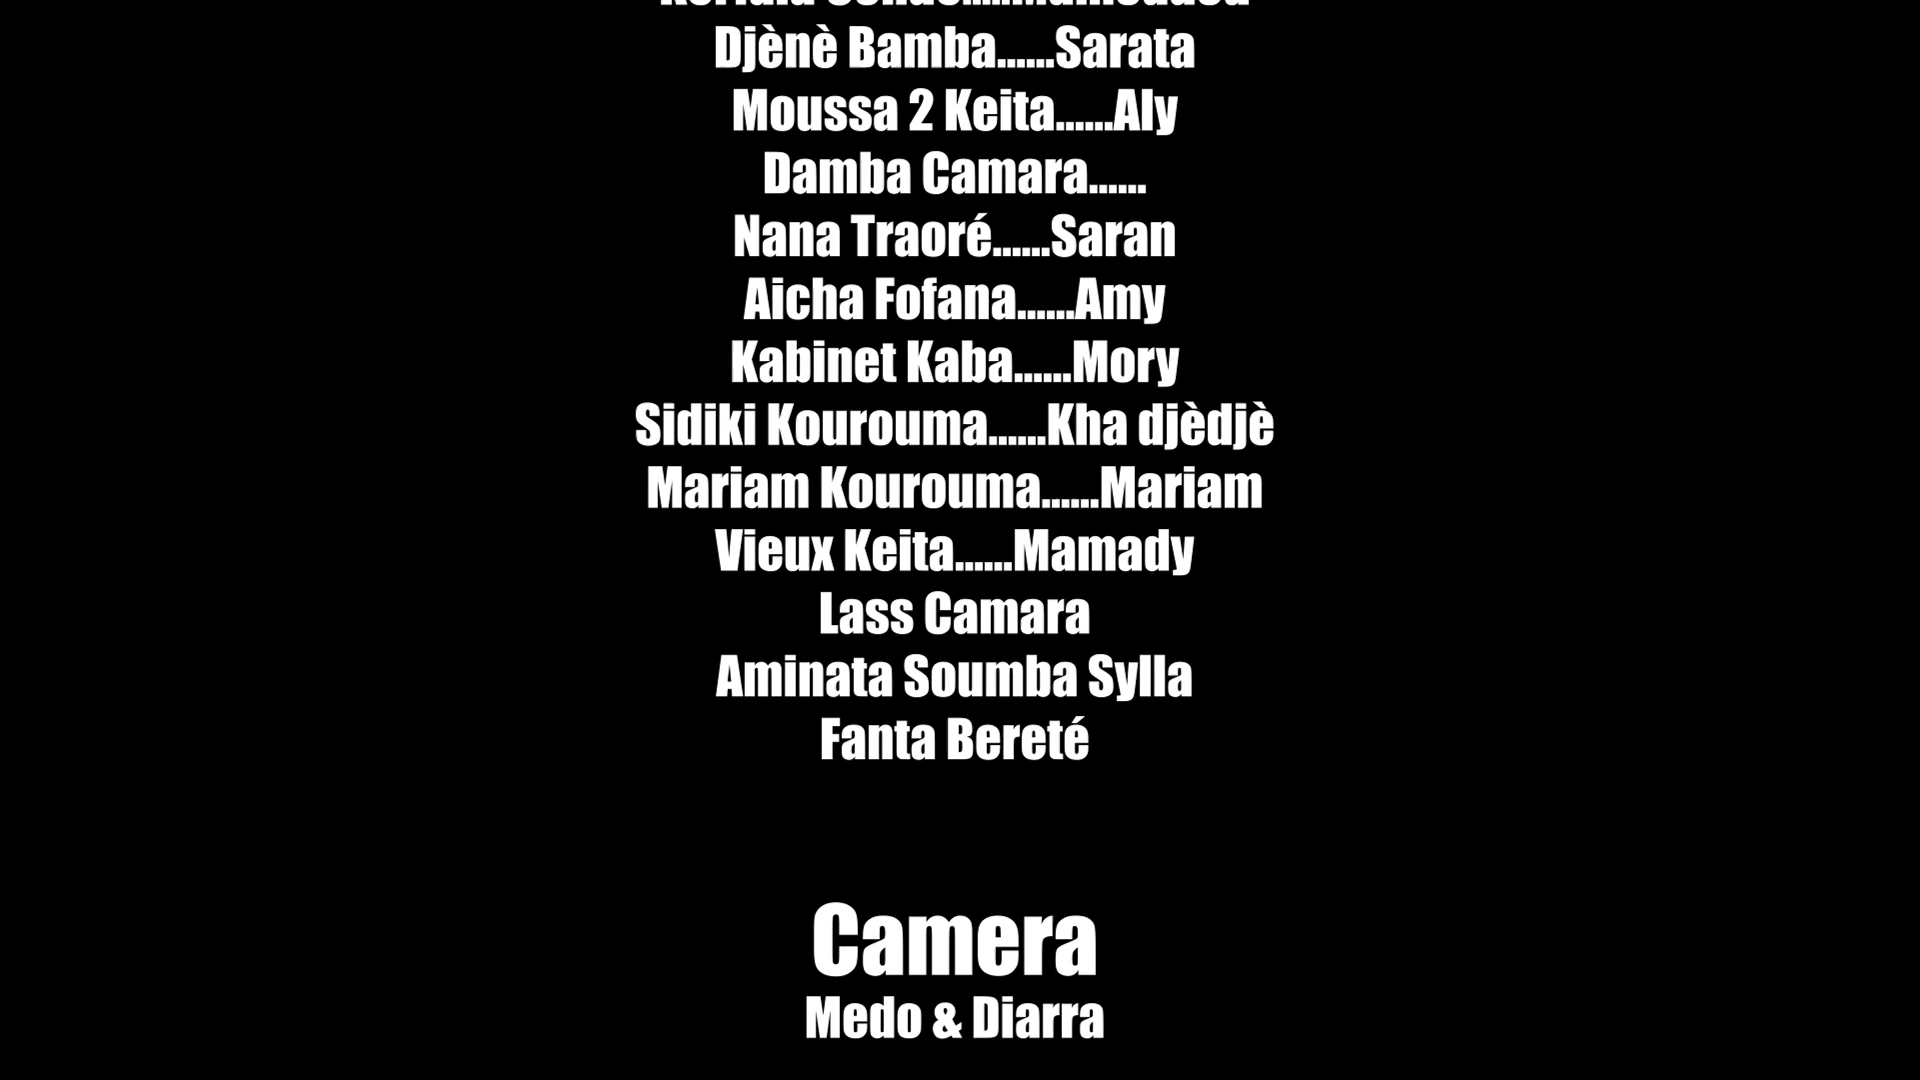 Djènè Bamba......Sarata
Moussa 2 Keita......Aly
Damba Camara......
Nana Traoré......Saran
Aicha Fofana......Amy
Kabinet Kaba......Mory
Sidiki Kourouma......Kha djèdjè
Mariam Kourouma......Mariam
Vieux Keita......Mamady
Lass Camara
Aminata Soumba Sylla
Fanta Bereté
Camera
Medo & Diarra